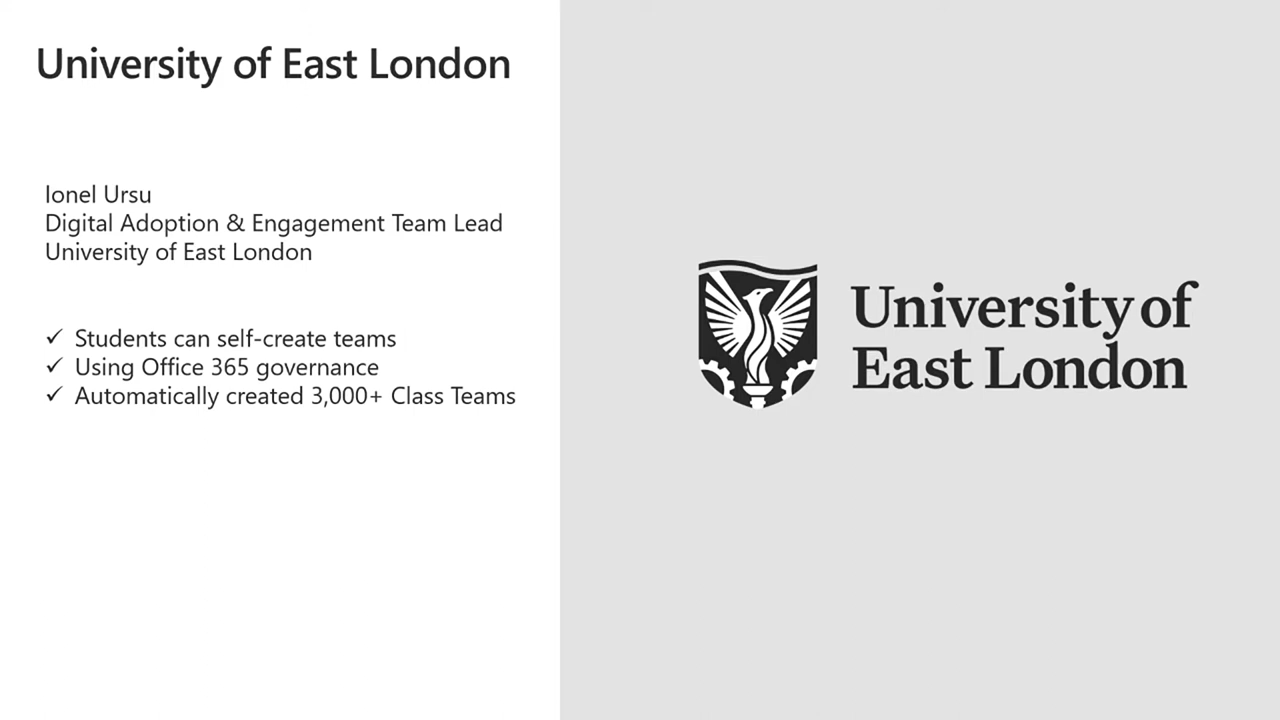 University of East London
Ionel Ursu
Digital Adoption & Engagement Team Lead
University of East London
✓ Students can self-create teams
✓ Using Office 365 governance
✓ Automatically created 3,000+ Class Teams
University of
East London